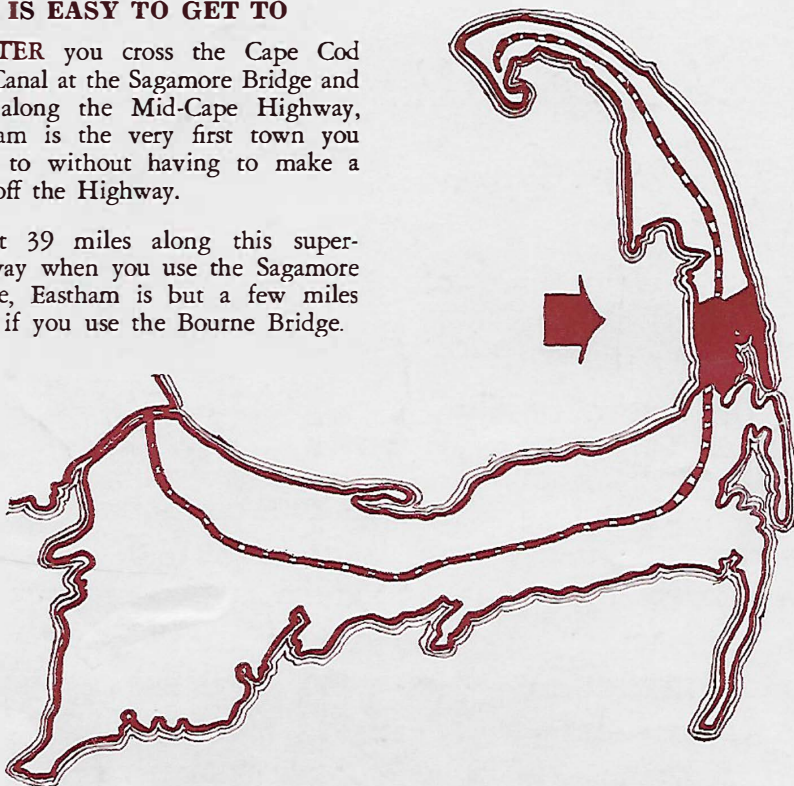 IS EASY TO GET TO
TER you cross the Cape Cod
Canal at the Sagamore Bridge and
along the Mid-Cape Highway,
am is the very first town you
to without having to make a
off the Highway.
t 39 miles along this super-
way when you use the Sagamore
e, Eastham is but a few miles
if you use the Bourne Bridge.